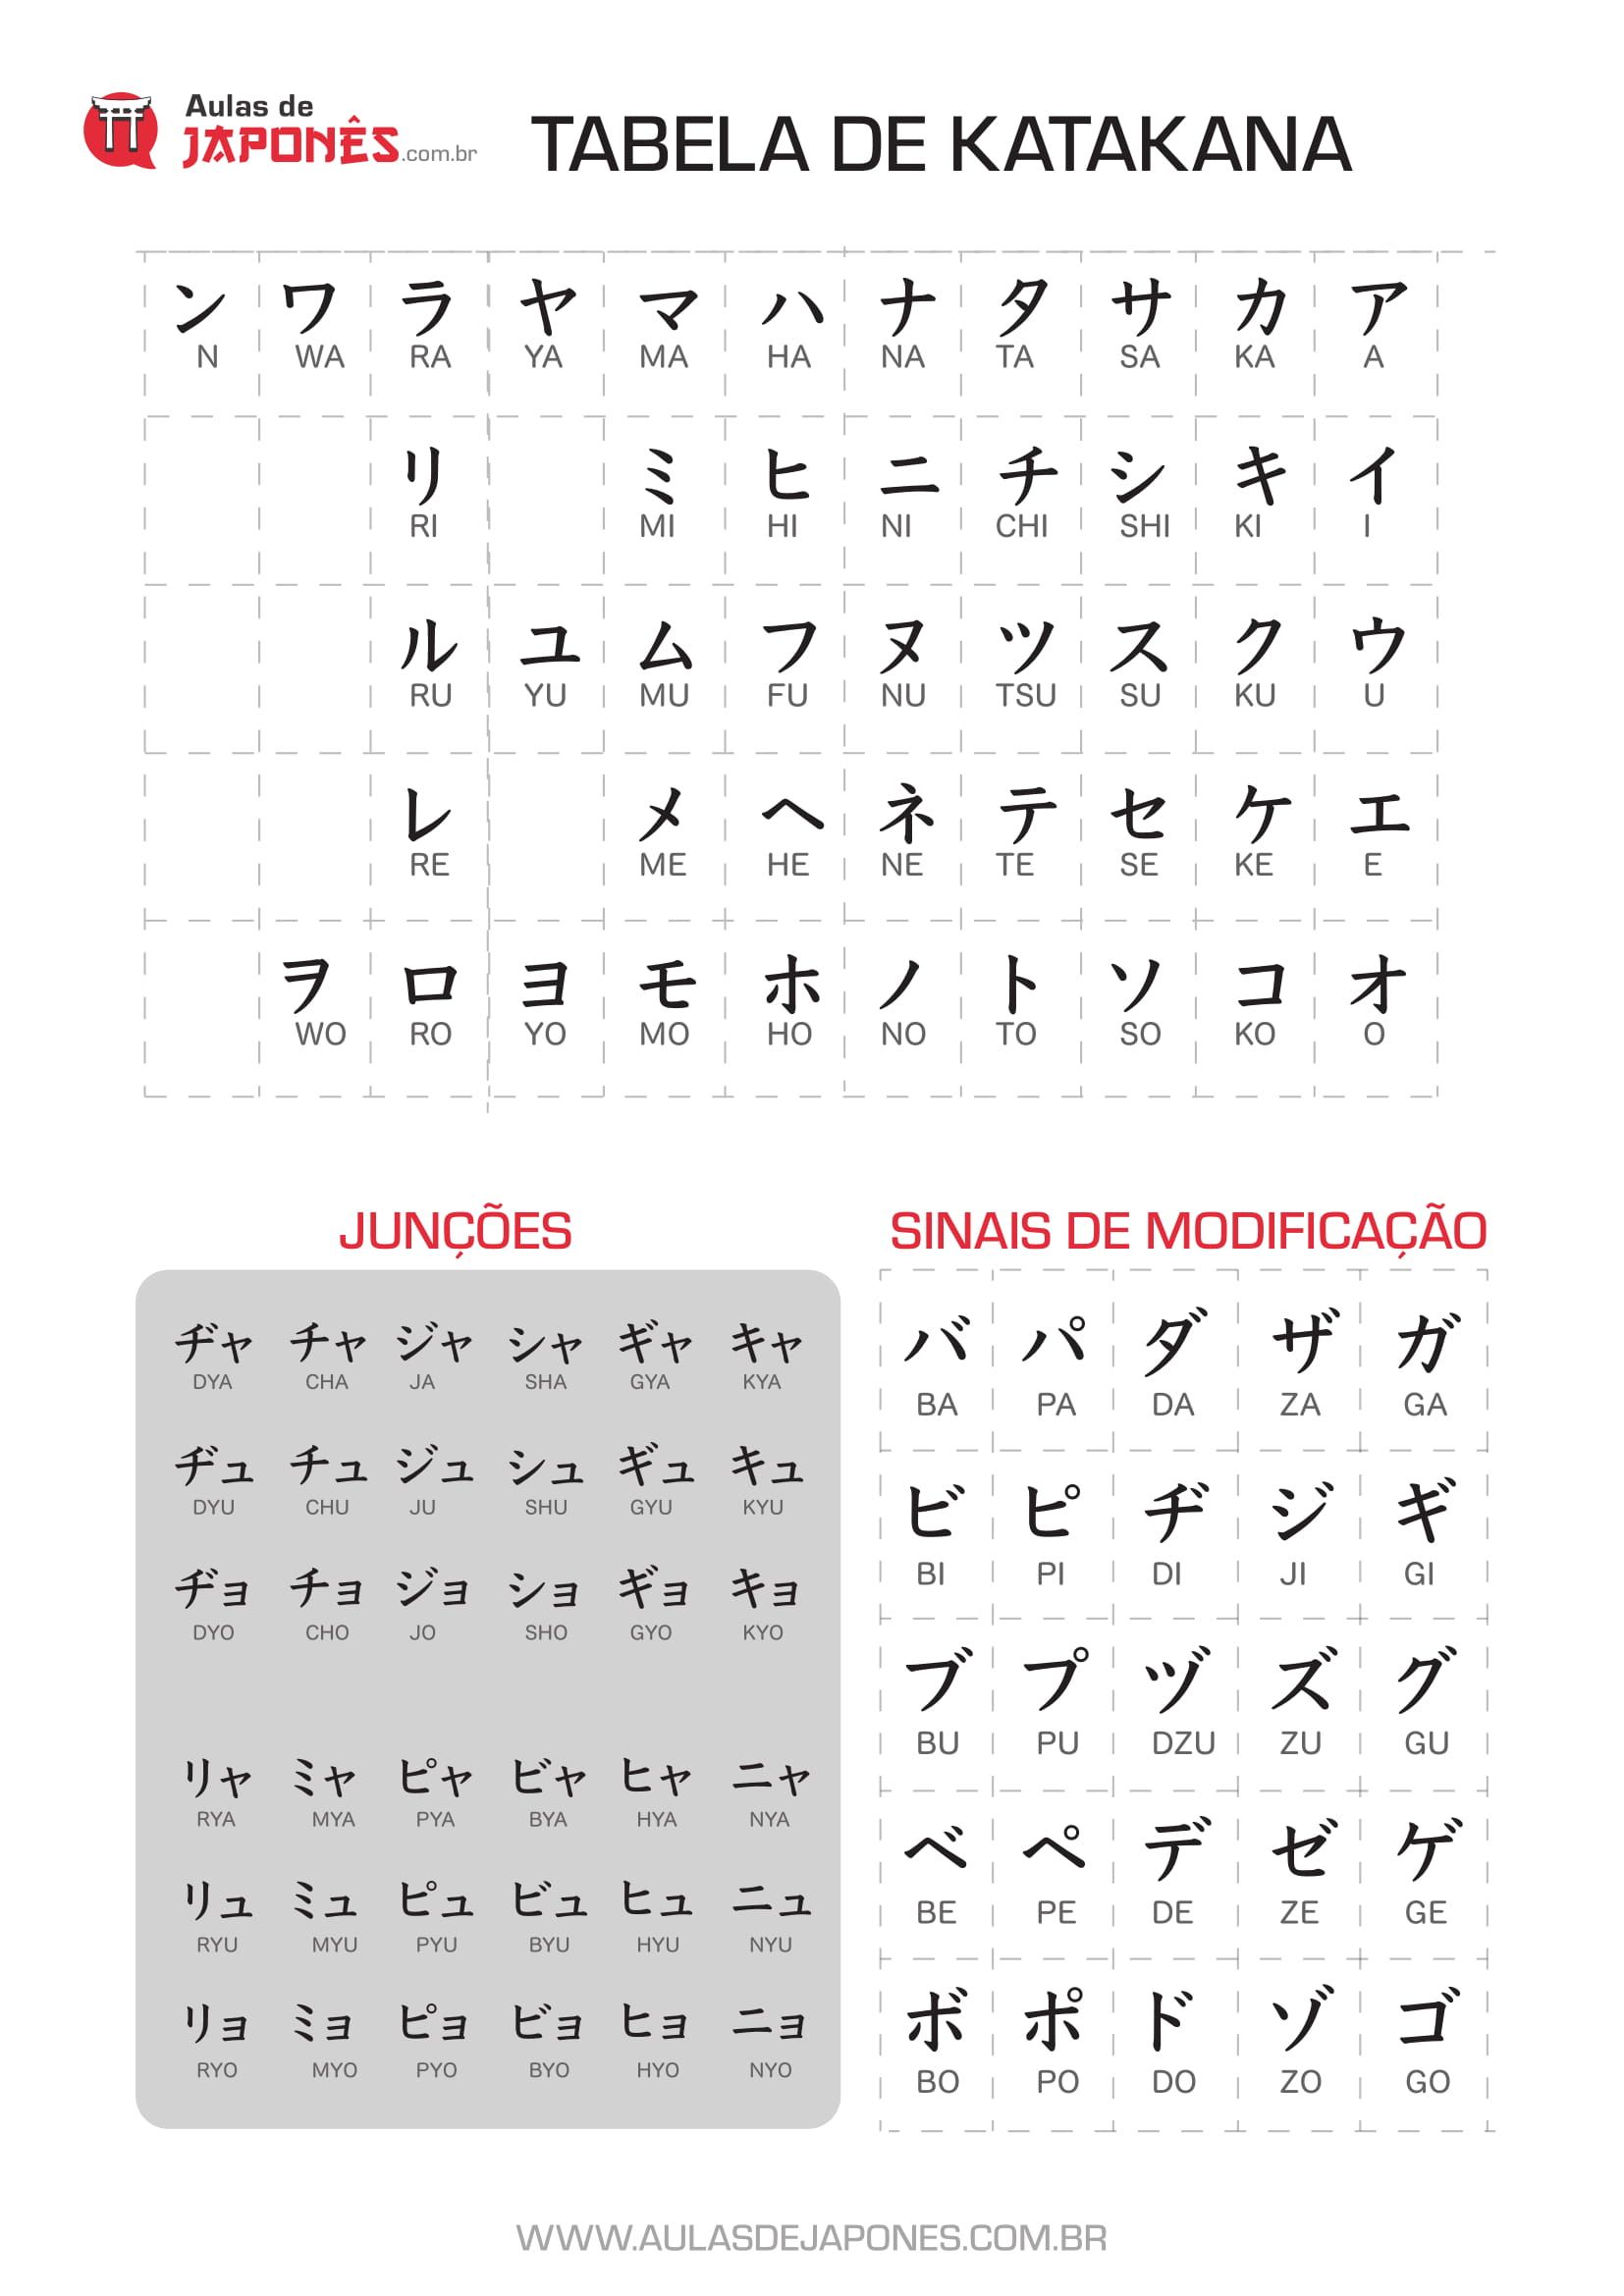 Aulas de
JAPONÊS.com.br
TABELA DE KATAKANA
ン ワ ラ ヤ マ ハ ナ タ サ カ ア
N WA RA YA MA HA NA TA SA KA A
リ ミ ヒ ニ チ シ キ イ
RI MI HI NI CHI SHI KI I
ル ユ ム フ ヌ ツ ス ク ウ
RU YU MU FU NU TSU SU KU U
レ メ ヘ ネ テ セ ケ エ
RE ME HE NE TE SE KE E
ヲ ロ ヨ モ ホ ノ ト ソ コ オ
WO RO YO MO HO NO TO SO KO O
JUNÇÕES
ヂャ チャ ジャ シャ ギャ キャ
DYA CHA JA SHA GYA KYA
ヂュ チュ ジュ シュ ギュ キュ
DYU CHU JU SHU GYU KYU
ヂョ チョ ジョ ショ ギョ キョ
DYO CHO JO SHO GYO KYO
リャ ミャ ピャ ビャ ヒャ ニャ
RYA MYA PYA BYA HYA NYA
リュ ミュ ピュ ビュ ヒュ ニュ
RYU MYU PYU BYU HYU NYU
リョ ミョ ピョ ビョ ヒョ ニョ
RYO MYO PYO BYO HYO NYO
SINAIS DE MODIFICAÇÃO
バ パ ダ ザ ガ
BA PA DA ZA GA
ビ ピ ヂ ジ ギ
BI PI DI JI GI
ブ プ ヅ ズ グ
BU PU DZU ZU GU
ベ ペ デ ゼ ゲ
BE PE DE ZE GE
ボ ポ ド ゾ ゴ
BO PO DO ZO GO
WWW.AULASDEJAPONES.COM.BR